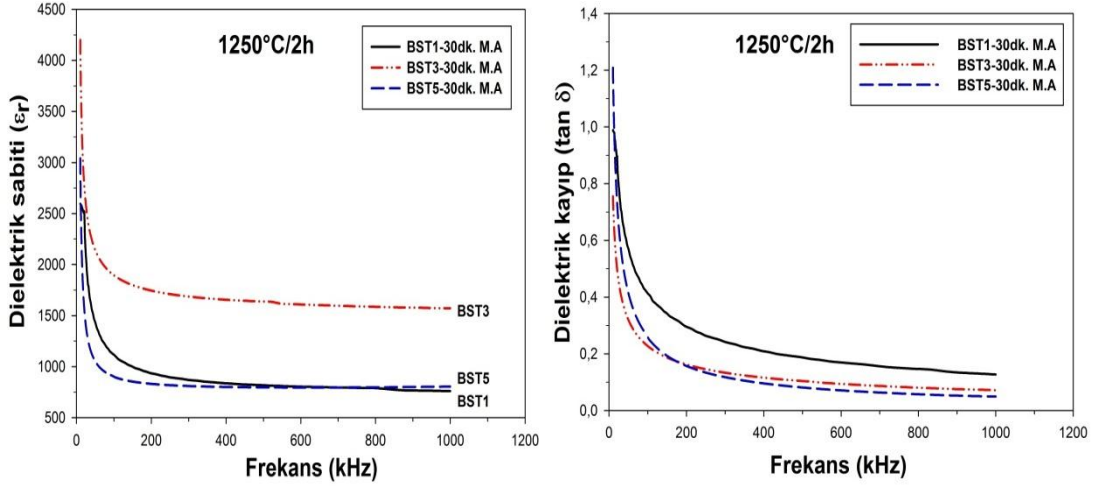 1250°C/2h
BST1-30dk. M.A
BST3-30dk. M.A
BST5-30dk. M.A
Dielektrik sabiti (εr)
4500
4000
3500
3000
2500
2000
1500
1000
500
BST3
BST5
BST1
0 200 400 600 800 1000 1200
Frekans (kHz)
1250°C/2h
BST1-30dk. M.A
BST3-30dk. M.A
BST5-30dk. M.A
Dielektrik kayıp (tan δ)
1,4
1,2
1,0
0,8
0,6
0,4
0,2
0,0
0 200 400 600 800 1000 1200
Frekans (kHz)